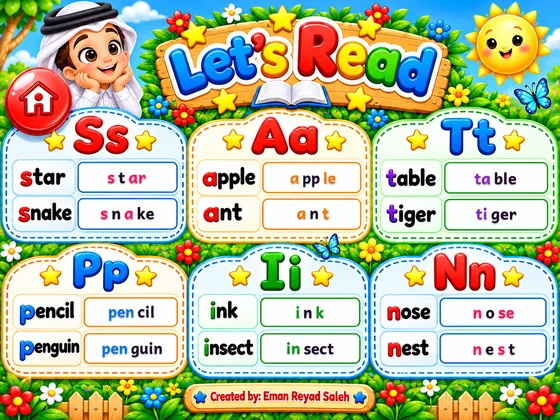 Let's Read
Ss
star
s t ar
snake
s n a ke
Aa
apple
a pp le
ant
a n t
Tt
table
ta ble
tiger
ti ger
Pp
pencil
pen cil
penguin
pen guin
Ii
ink
i n k
insect
in sect
Nn
nose
n o se
nest
n e s t
Created by: Eman Reyad Saleh